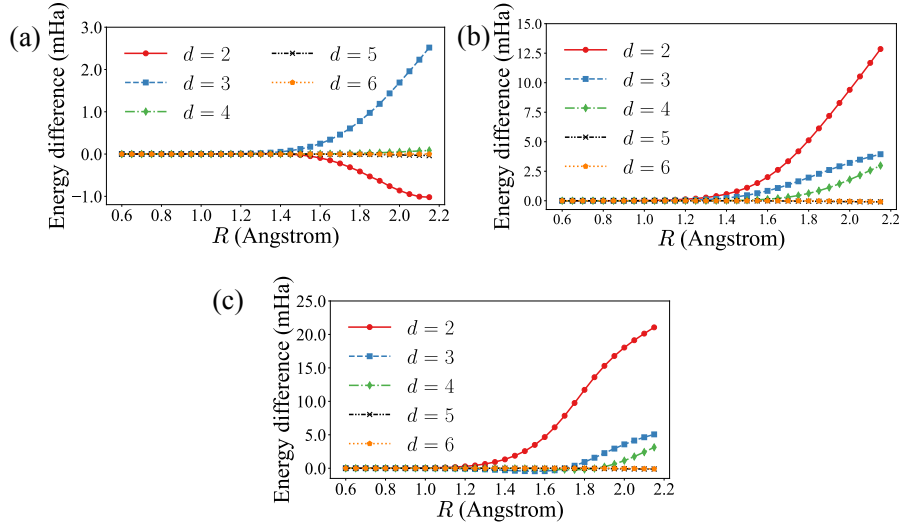 (a)
Energy difference (mHa)
3.0
2.0
1.0
0.0
−1.0
d = 2
d = 3
d = 4
d = 5
d = 6
0.6 0.8 1.0 1.2 1.4 1.6 1.8 2.0 2.2
R (Angstrom)
(b)
Energy difference (mHa)
15.0
12.5
10.0
7.5
5.0
2.5
0.0
d = 2
d = 3
d = 4
d = 5
d = 6
0.6 0.8 1.0 1.2 1.4 1.6 1.8 2.0 2.2
R (Angstrom)
(c)
Energy difference (mHa)
25.0
20.0
15.0
10.0
5.0
0.0
d = 2
d = 3
d = 4
d = 5
d = 6
0.6 0.8 1.0 1.2 1.4 1.6 1.8 2.0 2.2
R (Angstrom)